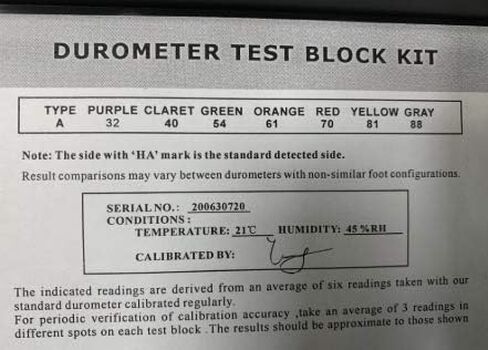 DUROMETER TEST BLOCK KIT
TYPE PURPLE CLARET GREEN ORANGE RED YELLOW GRAY
A 32 40 54 61 70 81 88
Note: The side with ‘HA’ mark is the standard detected side.
Result comparisons may vary between durometers with non-similar foot configurations.
SERIAL NO.: 200630720
CONDITIONS:
TEMPERATURE: 21℃ HUMIDITY: 45%RH
CALIBRATED BY:
The indicated readings are derived from an average of six readings taken with our
standard durometer calibrated regularly.
For periodic verification of calibration accuracy ,take an average of 3 readings in
different spots on each test block .The results should be approximate to those shown